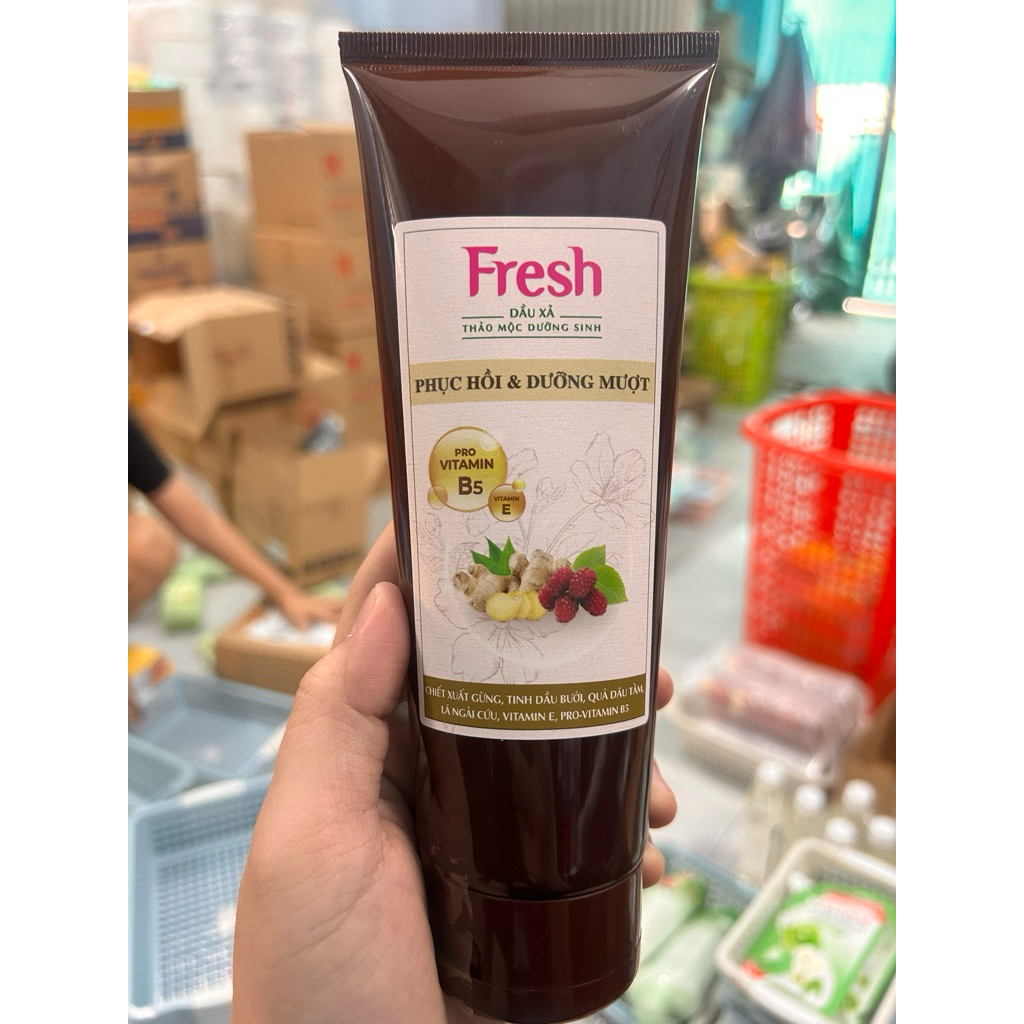 Fresh
DẦU XẢ
THẢO MỘC DƯỠNG SINH
PHỤC HỒI & DƯỠNG MƯỢT
PRO
VITAMIN
B5
VITAMIN
E
CHIẾT XUẤT GỪNG, TINH DẦU BƯỞI, QUẢ DÂU TẰM,
LÁ NGẢI CỨU, VITAMIN E, PRO-VITAMIN B5